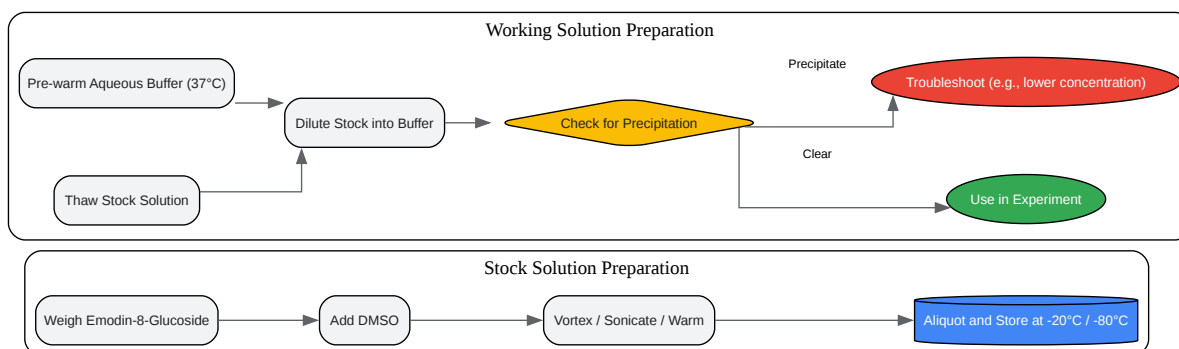 Working Solution Preparation
Pre-warm Aqueous Buffer (37°C)
Thaw Stock Solution
Dilute Stock into Buffer
Check for Precipitation
Precipitate
Troubleshoot (e.g., lower concentration)
Clear
Use in Experiment
Stock Solution Preparation
Weigh Emodin-8-Glucoside
Add DMSO
Vortex / Sonicate / Warm
Aliquot and Store at -20°C / -80°C